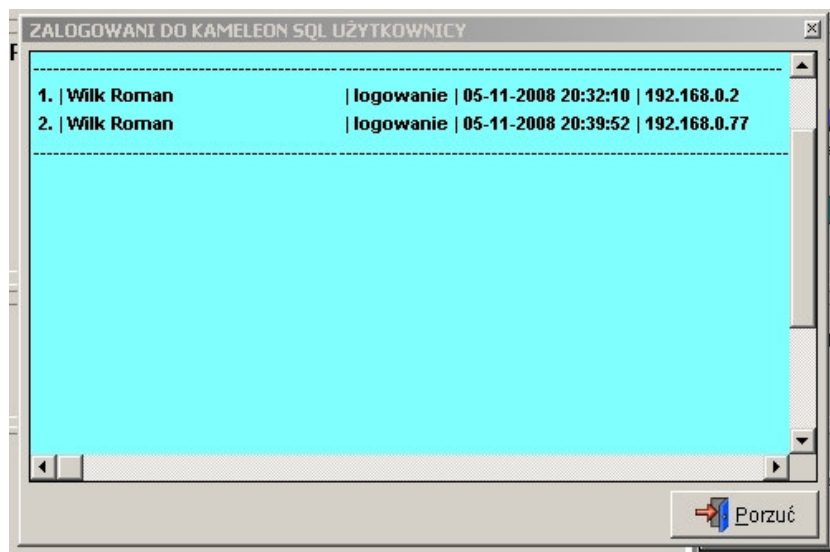 ZALOGOWANI DO KAMELEON SQL UŻYTKOWNICY
1. | Wilk Roman | logowanie | 05-11-2008 20:32:10 | 192.168.0.2
2. | Wilk Roman | logowanie | 05-11-2008 20:39:52 | 192.168.0.77
Porzuć